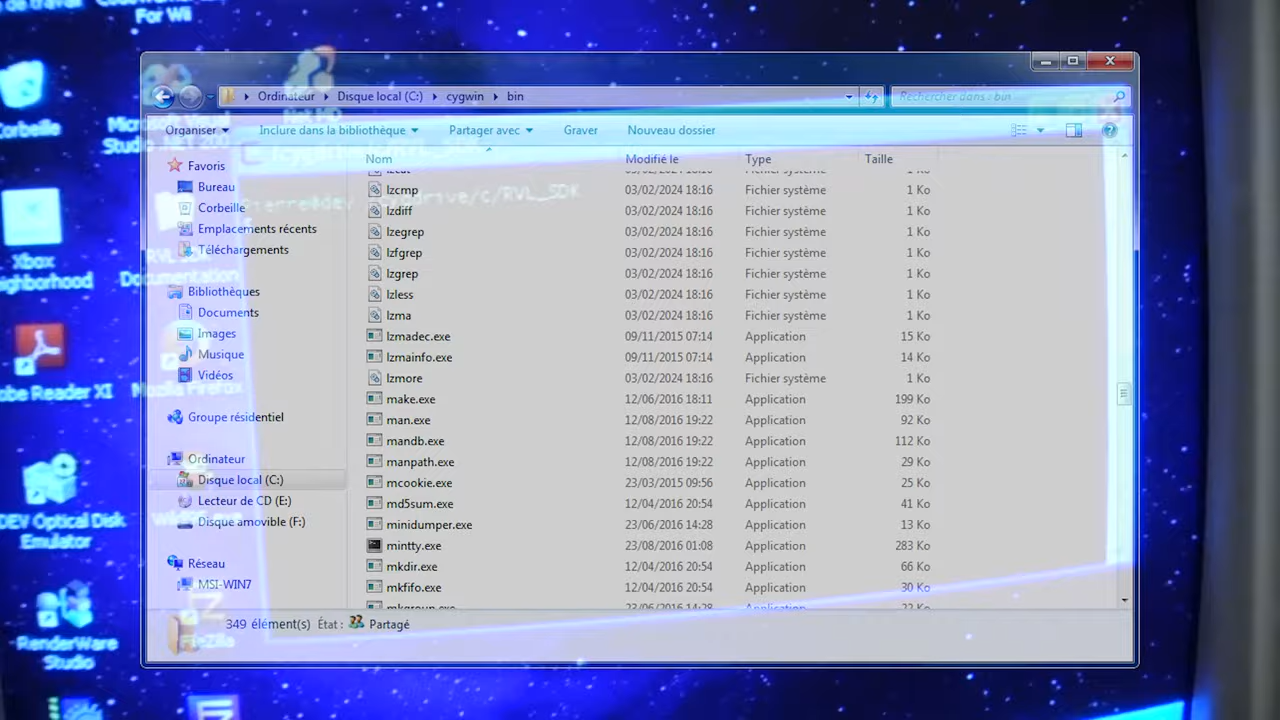 For Wii
Ordinateur
Disque local (C:)
cygwin
bin
Rechercher dans : bin
Organiser
Inclure dans la bibliothèque
Partager avec
Graver
Nouveau dossier
Nom Modifié le Type Taille
Favoris
Bureau
Corbeille
Emplacements récents
Téléchargements
Bibliothèques
Documents
Images
Musique
Vidéos
Groupe résidentiel
Ordinateur
Disque local (C:)
Lecteur de CD (E:)
Disque amovible (F:)
Réseau
MSI-WIN7
lzcmp 03/02/2024 18:16 Fichier système 1 Ko
lzdiff 03/02/2024 18:16 Fichier système 1 Ko
lzegrep 03/02/2024 18:16 Fichier système 1 Ko
lzfgrep 03/02/2024 18:16 Fichier système 1 Ko
lzgrep 03/02/2024 18:16 Fichier système 1 Ko
lzless 03/02/2024 18:16 Fichier système 1 Ko
lzma 03/02/2024 18:16 Fichier système 1 Ko
lzmadec.exe 09/11/2015 07:14 Application 15 Ko
lzmainfo.exe 09/11/2015 07:14 Application 14 Ko
lzmore 03/02/2024 18:16 Fichier système 1 Ko
make.exe 12/06/2016 18:11 Application 199 Ko
man.exe 12/08/2016 19:22 Application 92 Ko
mandb.exe 12/08/2016 19:22 Application 112 Ko
manpath.exe 12/08/2016 19:22 Application 29 Ko
mcookie.exe 23/03/2015 09:56 Application 25 Ko
md5sum.exe 12/04/2016 20:54 Application 41 Ko
minidumper.exe 23/06/2016 14:28 Application 13 Ko
mintty.exe 23/08/2016 01:08 Application 283 Ko
mkdir.exe 12/04/2016 20:54 Application 66 Ko
mkfifo.exe 12/04/2016 20:54 Application 30 Ko
349 élément(s) État : Partagé
/cygdrive/c/RVL_SDK
Corbeille
Xbox
Neighborhood
Documentation
Adobe Reader XI
Mozilla Firefox
DEV Optical Disk
Emulator
RenderWare
Studio
FileZilla